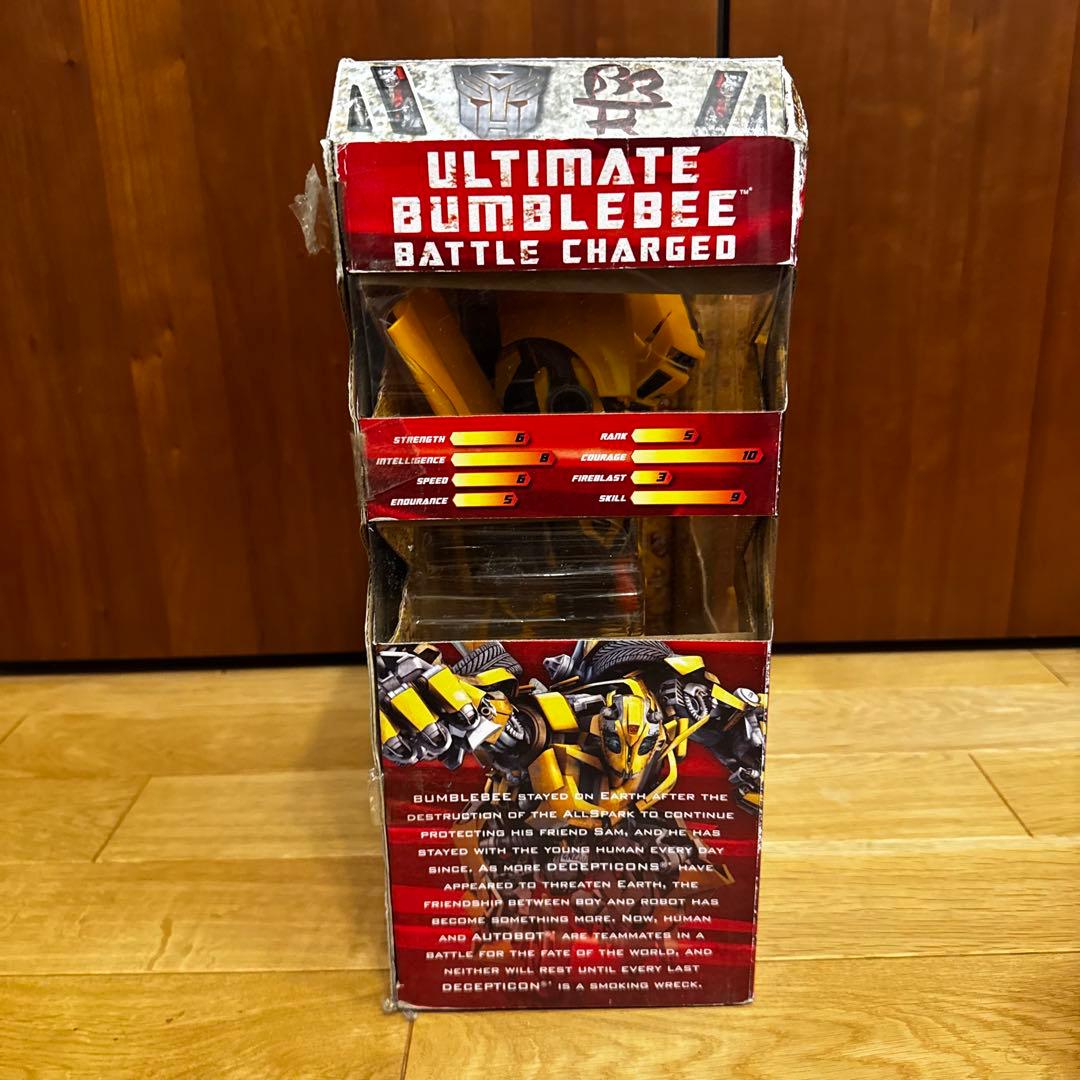 ULTIMATE
BUMBLEBEE™
BATTLE CHARGED
STRENGTH 6
INTELLIGENCE 8
SPEED 6
ENDURANCE 5
RANK 5
COURAGE 10
FIREBLAST 3
SKILL 9
BUMBLEBEE STAYED ON EARTH AFTER THE
DESTRUCTION OF THE ALLSPARK TO CONTINUE
PROTECTING HIS FRIEND SAM, AND HE HAS
STAYED WITH THE YOUNG HUMAN EVERY DAY
SINCE. AS MORE DECEPTICONS® HAVE
APPEARED TO THREATEN EARTH, THE
FRIENDSHIP BETWEEN BOY AND ROBOT HAS
BECOME SOMETHING MORE. NOW, HUMAN
AND AUTOBOT® ARE TEAMMATES IN A
BATTLE FOR THE FATE OF THE WORLD, AND
NEITHER WILL REST UNTIL EVERY LAST
DECEPTICON® IS A SMOKING WRECK.